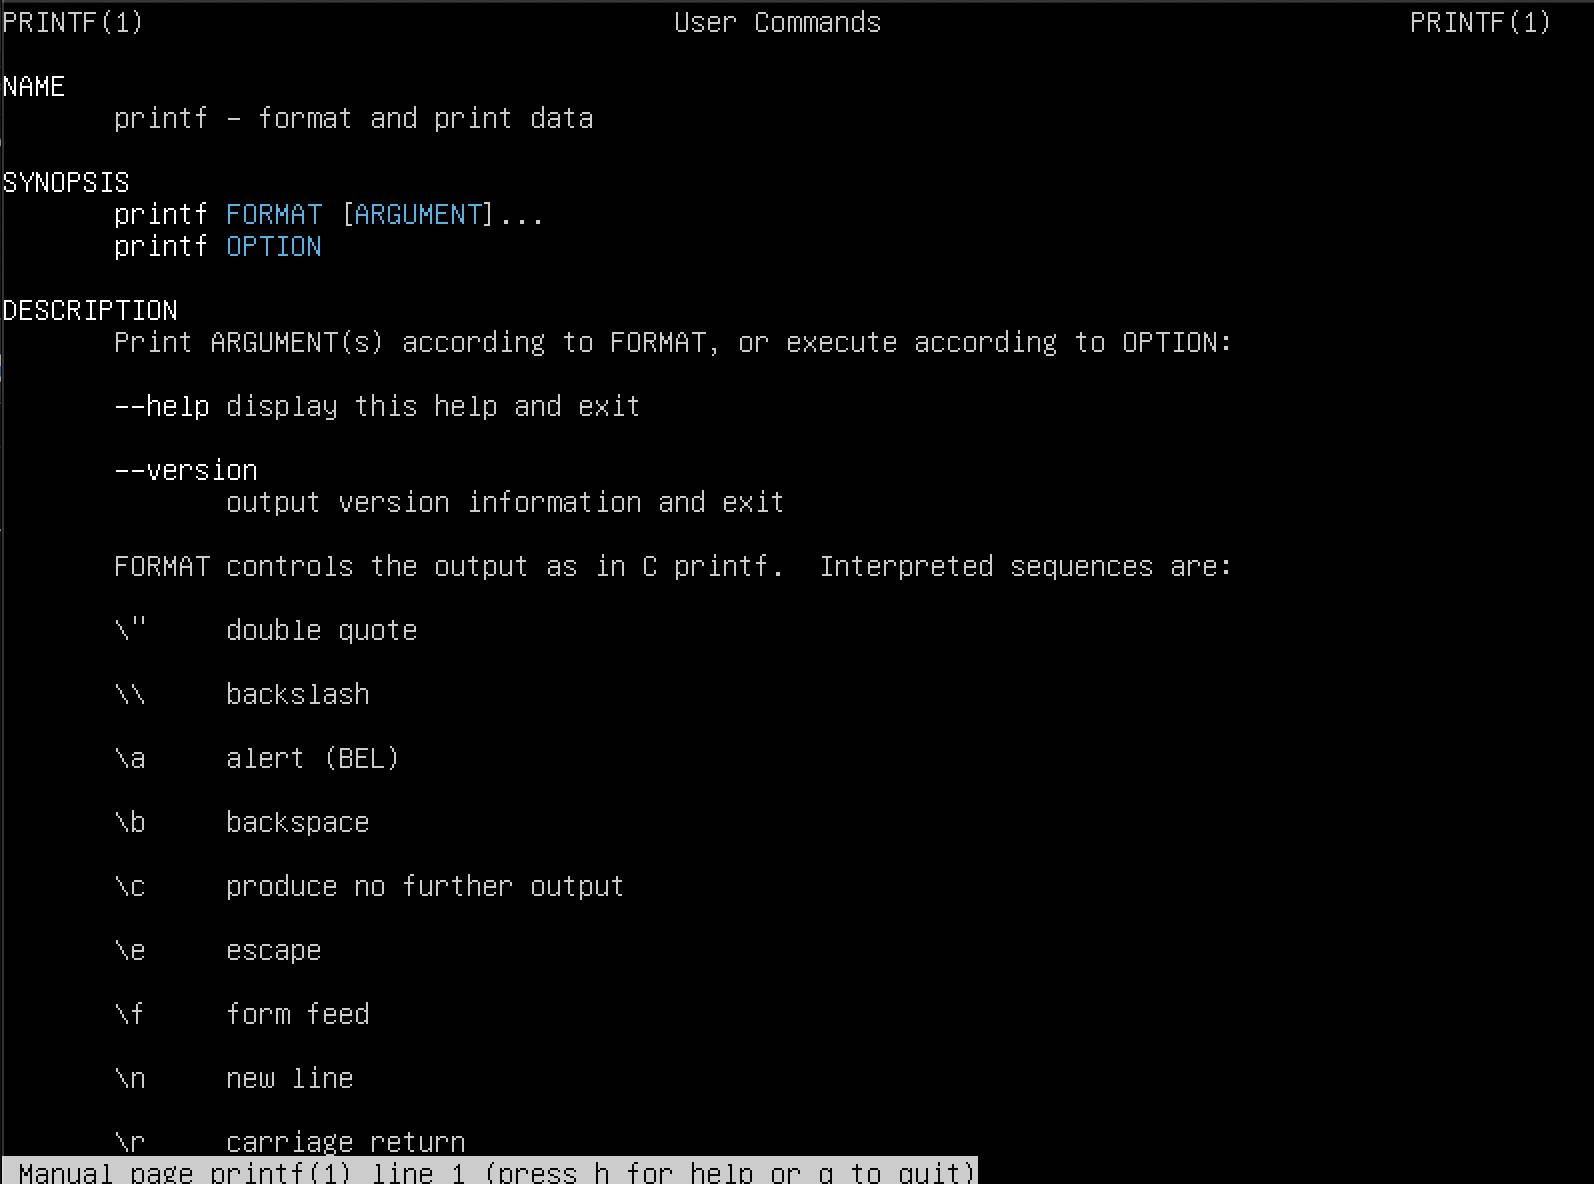 PRINTF(1) User Commands PRINTF(1)
NAME
printf - format and print data
SYNOPSIS
printf FORMAT [ARGUMENT]...
printf OPTION
DESCRIPTION
Print ARGUMENT(s) according to FORMAT, or execute according to OPTION:
--help display this help and exit
--version
output version information and exit
FORMAT controls the output as in C printf.  Interpreted sequences are:
\" double quote
\\ backslash
\a alert (BEL)
\b backspace
\c produce no further output
\e escape
\f form feed
\n new line
\r carriage return
Manual page printf(1) line 1 (press h for help or q to quit)